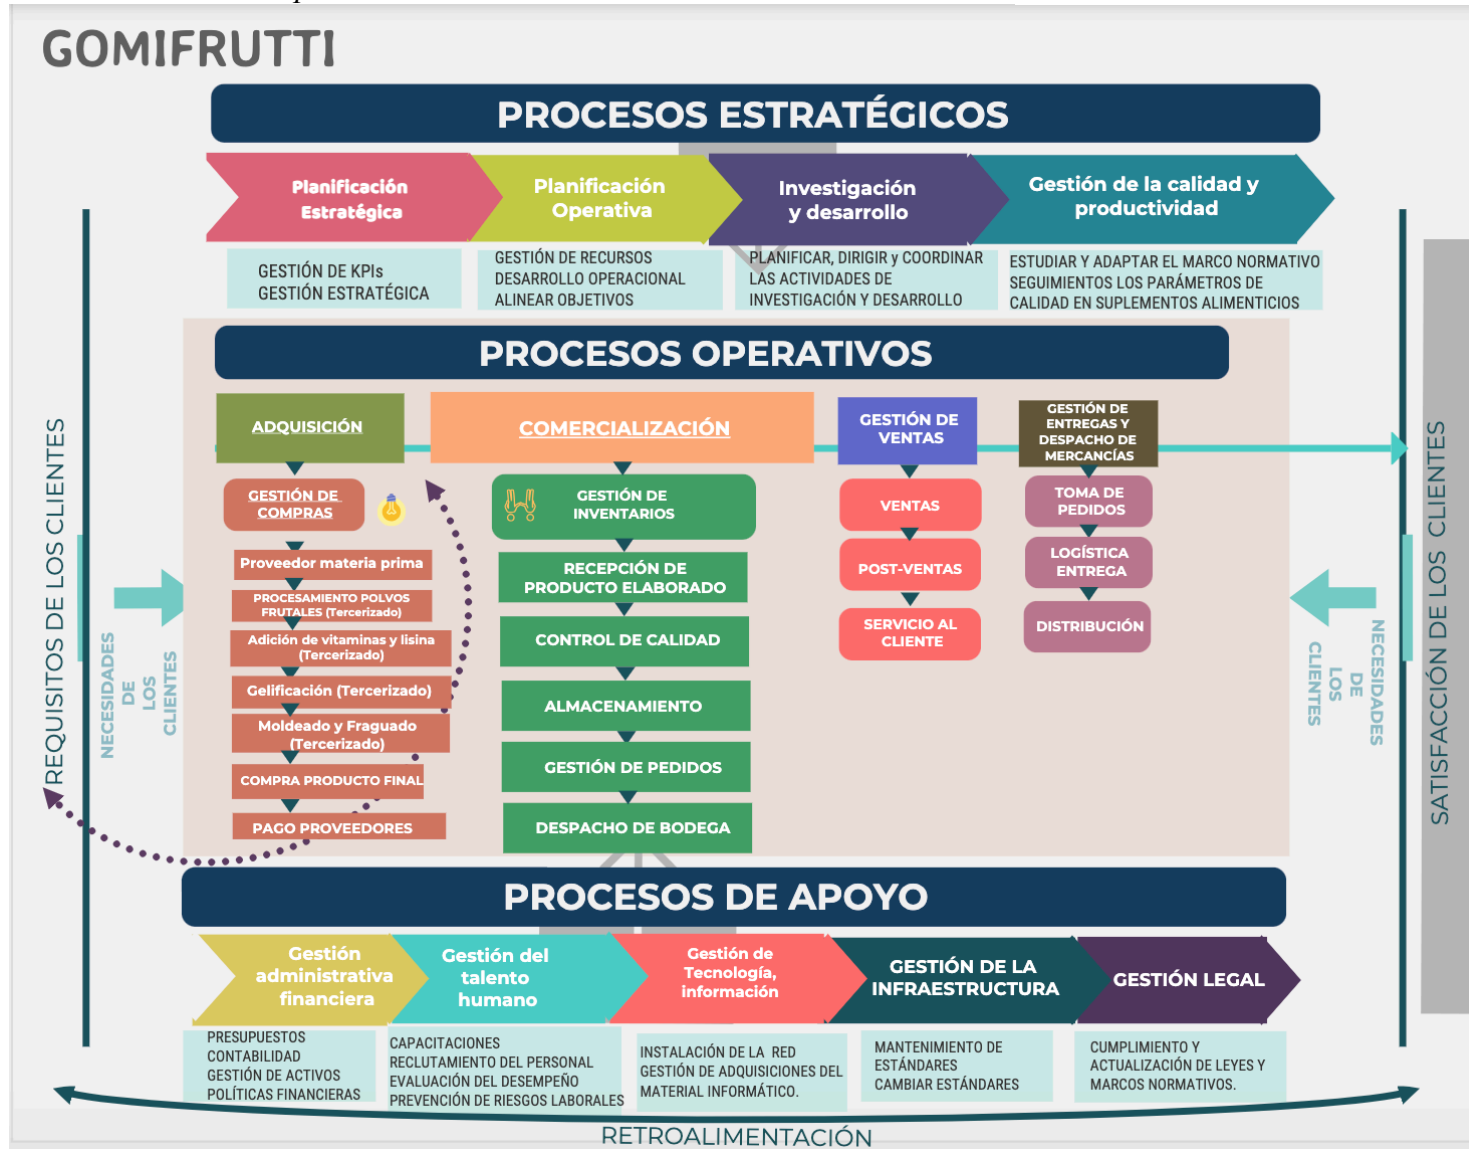 GOMIFRUTTI
PROCESOS ESTRATÉGICOS
Planificación
Estratégica
Planificación
Operativa
Investigación
y desarrollo
Gestión de la calidad y
productividad
GESTIÓN DE KPIs
GESTIÓN ESTRATÉGICA
GESTIÓN DE RECURSOS
DESARROLLO OPERACIONAL
ALINEAR OBJETIVOS
PLANIFICAR, DIRIGIR y COORDINAR
LAS ACTIVIDADES DE
INVESTIGACIÓN Y DESARROLLO
ESTUDIAR Y ADAPTAR EL MARCO NORMATIVO
SEGUIMIENTOS LOS PARÁMETROS DE
CALIDAD EN SUPLEMENTOS ALIMENTICIOS
REQUISITOS DE LOS CLIENTES
NECESIDADES
DE
LOS
CLIENTES
PROCESOS OPERATIVOS
ADQUISICIÓN
GESTIÓN DE
COMPRAS
Proveedor materia prima
PROCESAMIENTO POLVOS
FRUTALES (Tercerizado)
Adición de vitaminas y lisina
(Tercerizado)
Gelificación (Tercerizado)
Moldeado y Fraguado
(Tercerizado)
COMPRA PRODUCTO FINAL
PAGO PROVEEDORES
COMERCIALIZACIÓN
GESTIÓN DE
INVENTARIOS
RECEPCIÓN DE
PRODUCTO ELABORADO
CONTROL DE CALIDAD
ALMACENAMIENTO
GESTIÓN DE PEDIDOS
DESPACHO DE BODEGA
GESTIÓN DE
VENTAS
VENTAS
POST-VENTAS
SERVICIO AL
CLIENTE
GESTIÓN DE
ENTREGAS Y
DESPACHO DE
MERCANCÍAS
TOMA DE
PEDIDOS
LOGÍSTICA
ENTREGA
DISTRIBUCIÓN
NECESIDADES
DE
LOS
CLIENTES
SATISFACCIÓN DE LOS CLIENTES
PROCESOS DE APOYO
Gestión
administrativa
financiera
Gestión del
talento
humano
Gestión de
Tecnología,
información
GESTIÓN DE LA
INFRAESTRUCTURA
GESTIÓN LEGAL
PRESUPUESTOS
CONTABILIDAD
GESTIÓN DE ACTIVOS
POLÍTICAS FINANCIERAS
CAPACITACIONES
RECLUTAMIENTO DEL PERSONAL
EVALUACIÓN DEL DESEMPEÑO
PREVENCIÓN DE RIESGOS LABORALES
INSTALACIÓN DE LA RED
GESTIÓN DE ADQUISICIONES DEL
MATERIAL INFORMÁTICO.
MANTENIMIENTO DE
ESTÁNDARES
CAMBIAR ESTÁNDARES
CUMPLIMIENTO Y
ACTUALIZACIÓN DE LEYES Y
MARCOS NORMATIVOS.
RETROALIMENTACIÓN